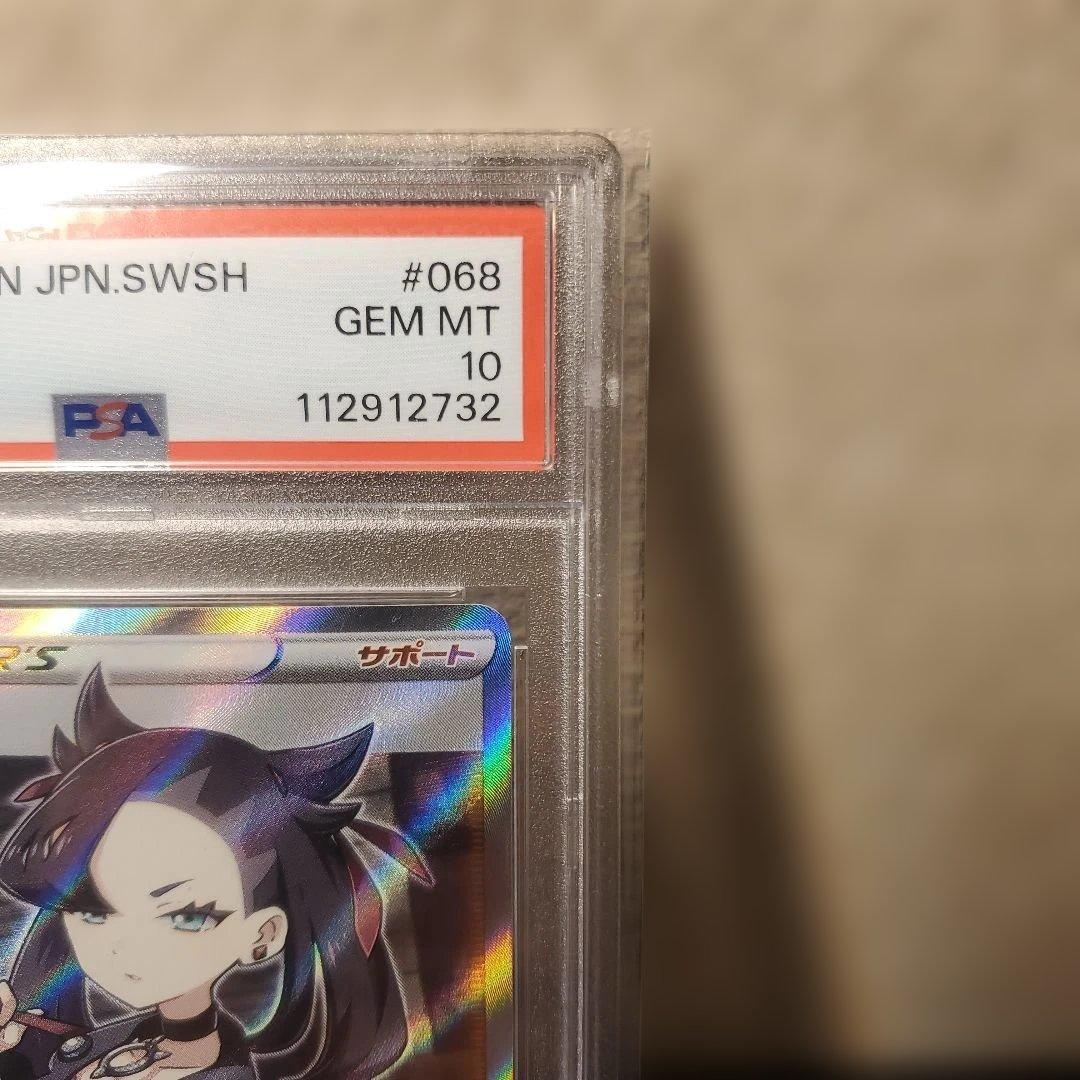 N JPN.SWSH #068
GEM MT
10
PSA 112912732
R'S サポート